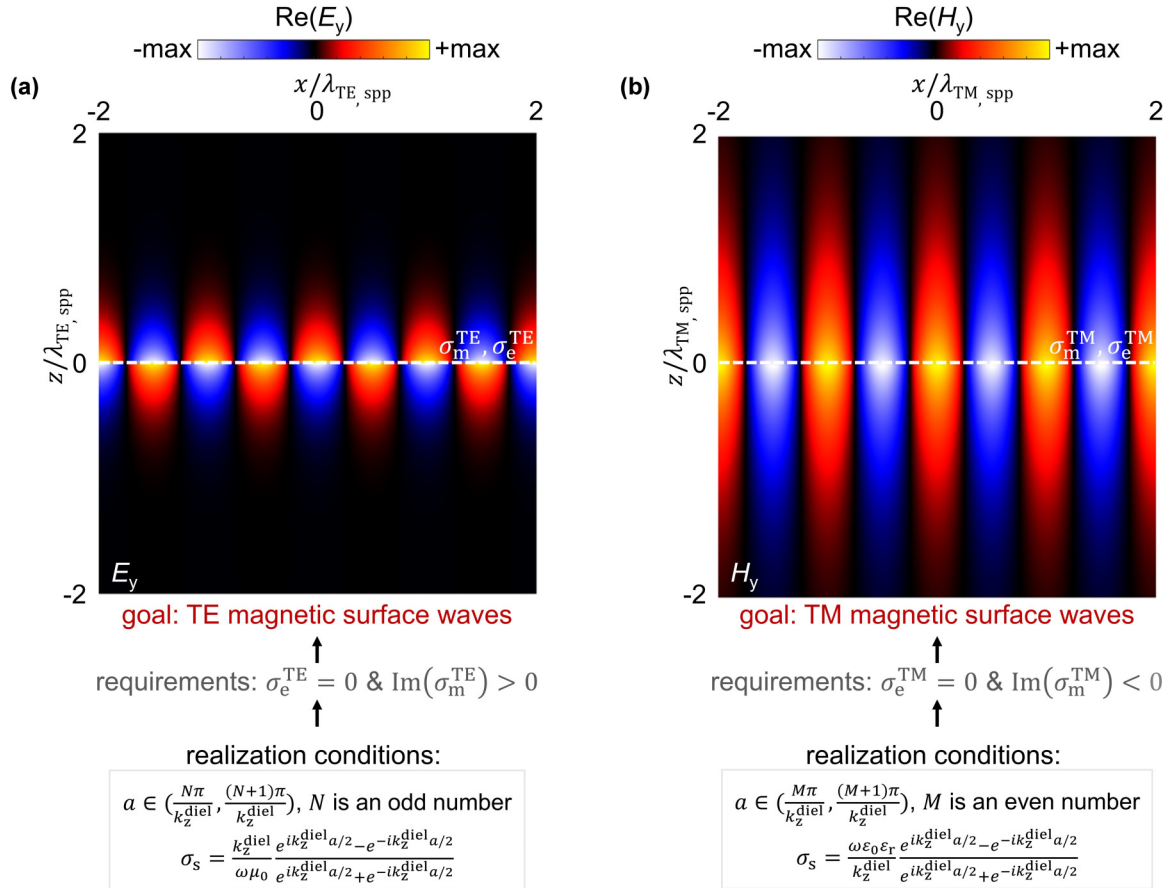 Re(E_y)
-max +max
(a)
x/λ_TE, spp
-2 0 2
2
z/λ_TE, spp
σ_m^TE, σ_e^TE
0
E_y
-2
goal: TE magnetic surface waves
requirements: σ_e^TE = 0 & Im(σ_m^TE) > 0
realization conditions:
a ∈ (Nπ/k_z^diel, (N+1)π/k_z^diel), N is an odd number
σ_s = k_z^diel/ωμ_0 (e^{ik_z^diel a/2} − e^{−ik_z^diel a/2})/(e^{ik_z^diel a/2} + e^{−ik_z^diel a/2})
Re(H_y)
-max +max
(b)
x/λ_TM, spp
-2 0 2
2
z/λ_TM, spp
σ_m^TM, σ_e^TM
0
H_y
-2
goal: TM magnetic surface waves
requirements: σ_e^TM = 0 & Im(σ_m^TM) < 0
realization conditions:
a ∈ (Mπ/k_z^diel, (M+1)π/k_z^diel), M is an even number
σ_s = ωε_0ε_r/k_z^diel (e^{ik_z^diel a/2} − e^{−ik_z^diel a/2})/(e^{ik_z^diel a/2} + e^{−ik_z^diel a/2})